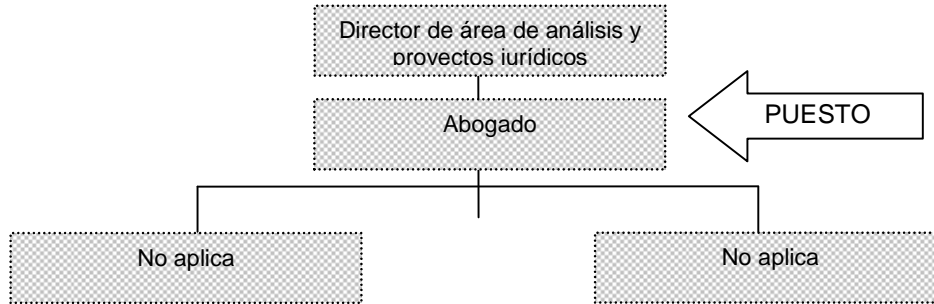 Director de área de análisis y
proyectos jurídicos
Abogado
PUESTO
No aplica
No aplica